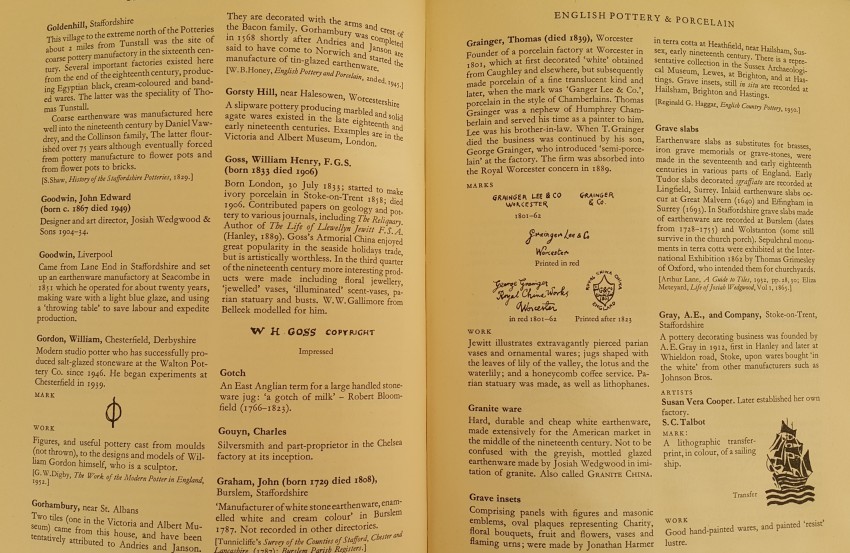 Goldenhill, Staffordshire
This village to the extreme north of the Potteries
about 2 miles from Tunstall was the site of
coarse pottery manufacture in the sixteenth cen-
tury. Several important factories existed here
from the end of the eighteenth century, produc-
ing Egyptian black, cream-coloured and band-
ed wares. The latter was the speciality of Tho-
mas Tunstall.
Coarse earthenware was manufactured here
well into the nineteenth century by Daniel Vaw-
drey, and the Collinson family, The latter flour-
ished over 75 years although eventually forced
from pottery manufacture to flower pots and
from flower pots to bricks.
[S.Shaw, History of the Staffordshire Potteries, 1829.]
Goodwin, John Edward
(born c. 1867 died 1949)
Designer and art director, Josiah Wedgwood &
Sons 1904–34.
Goodwin, Liverpool
Came from Lane End in Staffordshire and set
up an earthenware manufactory at Seacombe in
1851 which he operated for about twenty years,
making ware with a light blue glaze, and using
a 'throwing table' to save labour and expedite
production.
Gordon, William, Chesterfield, Derbyshire
Modern studio potter who has successfully pro-
duced salt-glazed stoneware at the Walton Pot-
tery Co. since 1946. He began experiments at
Chesterfield in 1939.
MARK
WORK
Figures, and useful pottery cast from moulds
(not thrown), to the designs and models of Wil-
liam Gordon himself, who is a sculptor.
[G.W.Digby, The Work of the Modern Potter in England,
1952.]
Gorhambury, near St. Albans
Two tiles (one in the Victoria and Albert Mu-
seum) came from this house, and have been
tentatively attributed to Andries and Janson.
They are decorated with the arms and crest of
the Bacon family. Gorhambury was completed
in 1568 shortly after Andries and Janson are
said to have come to Norwich and started the
manufacture of tin-glazed earthenware.
[W.B.Honey, English Pottery and Porcelain, 2nd ed. 1945.]
Gorsty Hill, near Halesowen, Worcestershire
A slipware pottery producing marbled and solid
agate wares existed in the late eighteenth and
early nineteenth centuries. Examples are in the
Victoria and Albert Museum, London.
Goss, William Henry, F.G.S.
(born 1833 died 1906)
Born London, 30 July 1833; started to make
ivory porcelain in Stoke-on-Trent 1858; died
1906. Contributed papers on geology and pot-
tery to various journals, including The Reliquary.
Author of The Life of Llewellyn Jewitt F.S.A.
(Hanley, 1889). Goss's Armorial China enjoyed
great popularity in the seaside holidays trade,
but is artistically worthless. In the third quarter
of the nineteenth century more interesting prod-
ucts were made including floral jewellery,
'jewelled' vases, 'illuminated' scent-vases, pa-
rian statuary and busts. W.W.Gallimore from
Belleek modelled for him.
W H GOSS COPYRIGHT
Impressed
Gotch
An East Anglian term for a large handled stone-
ware jug: 'a gotch of milk' – Robert Bloom-
field (1766–1823).
Gouyn, Charles
Silversmith and part-proprietor in the Chelsea
factory at its inception.
Graham, John (born 1729 died 1808),
Burslem, Staffordshire
'Manufacturer of white stone earthenware, enam-
elled white and cream colour' in Burslem
1787. Not recorded in other directories.
[Tunnicliffe's Survey of the Counties of Stafford, Chester and
Lancashire, (1787); Burslem Parish Registers.]
ENGLISH POTTERY & PORCELAIN
Grainger, Thomas (died 1839), Worcester
Founder of a porcelain factory at Worcester in
1801, which at first decorated 'white' obtained
from Caughley and elsewhere, but subsequently
made porcelain of a fine translucent kind and
later, when the mark was 'Ganger Lee & Co.',
porcelain in the style of Chamberlains. Thomas
Grainger was a nephew of Humphrey Cham-
berlain and served his time as a painter to him.
Lee was his brother-in-law. When T.Grainger
died the business was continued by his son,
George Grainger, who introduced 'semi-porce-
lain' at the factory. The firm was absorbed into
the Royal Worcester concern in 1889.
MARKS
GRAINGER LEE & CO
WORCESTER
GRAINGER
& CO.
1801–62
Grainger Lee & Co
Worcester
Printed in red
George Grainger
Royal China Works
Worcester
ROYAL CHINA WORKS
G&Co
ENGLAND
in red 1801–62
Printed after 1823
WORK
Jewitt illustrates extravagantly pierced parian
vases and ornamental wares; jugs shaped with
the leaves of lily of the valley, the lotus and the
waterlily; and a honeycomb coffee service. Pa-
rian statuary was made, as well as lithophanes.
Granite ware
Hard, durable and cheap white earthenware,
made extensively for the American market in
the middle of the nineteenth century. Not to be
confused with the greyish, mottled glazed
earthenware made by Josiah Wedgwood in imi-
tation of granite. Also called GRANITE CHINA.
Grave insets
Comprising panels with figures and masonic
emblems, oval plaques representing Charity,
floral bouquets, fruit and flowers, vases and
flaming urns; were made by Jonathan Harmer
in terra cotta at Heathfield, near Hailsham, Sus-
sex, early nineteenth century. There is a repre-
sentative collection in the Sussex Archaeologi-
cal Museum, Lewes, at Brighton, and at Has-
tings. Grave insets, still in situ are recorded at
Hailsham, Brighton and Hastings.
[Reginald G. Haggar, English Country Pottery, 1950.]
Grave slabs
Earthenware slabs as substitutes for brasses,
iron grave memorials or grave-stones, were
made in the seventeenth and early eighteenth
centuries in various parts of England. Early
Tudor slabs decorated sgraffiato are recorded at
Lingfield, Surrey. Inlaid earthenware slabs oc-
cur at Great Malvern (1640) and Effingham in
Surrey (1693). In Staffordshire grave slabs made
of earthenware are recorded at Burslem (dates
from 1728–1755) and Wolstanton (some still
survive in the church porch). Sepulchral monu-
ments in terra cotta were exhibited at the Inter-
national Exhibition 1862 by Thomas Grimesley
of Oxford, who intended them for churchyards.
[Arthur Lane, A Guide to Tiles, 1952, pp.28, 30; Eliza
Meteyard, Life of Josiah Wedgwood, Vol 1, 1865.]
Gray, A.E., and Company, Stoke-on-Trent,
Staffordshire
A pottery decorating business was founded by
A.E.Gray in 1912, first in Hanley and later at
Whieldon road, Stoke, upon wares bought 'in
the white' from other manufacturers such as
Johnson Bros.
ARTISTS
Susan Vera Cooper. Later established her own
factory.
S.C.Talbot
MARK:
A lithographic transfer-
print, in colour, of a sailing
ship.
Transfer
WORK
Good hand-painted wares, and painted 'resist'
lustre.